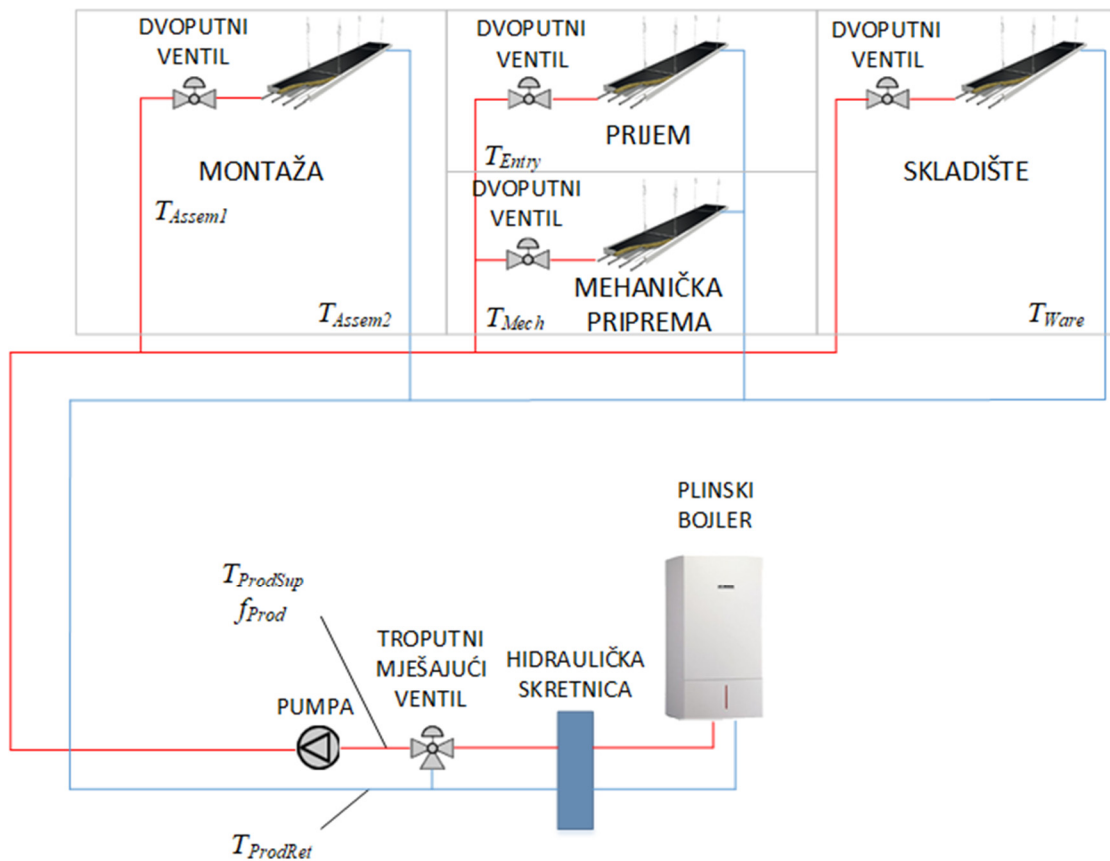 DVOPUTNI
VENTIL
MONTAŽA
T_Assem1
T_Assem2
DVOPUTNI
VENTIL
PRIJEM
T_Entry
DVOPUTNI
VENTIL
MEHANIČKA
PRIPREMA
T_Mech
DVOPUTNI
VENTIL
SKLADIŠTE
T_Ware
PLINSKI
BOJLER
T_ProdSup
f_Prod
TROPUTNI
MJEŠAJUĆI
VENTIL
HIDRAULIČKA
SKRETNICA
PUMPA
T_ProdRet